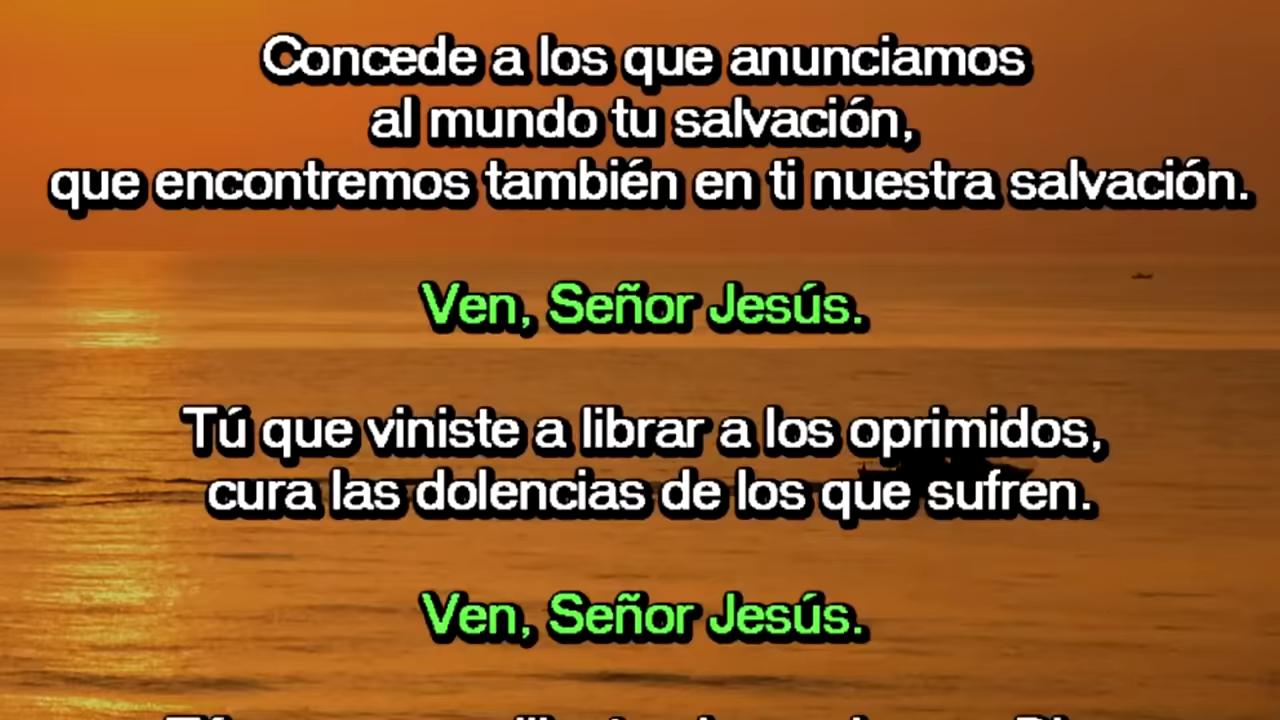 Concede a los que anunciamos
al mundo tu salvación,
que encontremos también en ti nuestra salvación.
Ven, Señor Jesús.
Tú que viniste a librar a los oprimidos,
cura las dolencias de los que sufren.
Ven, Señor Jesús.